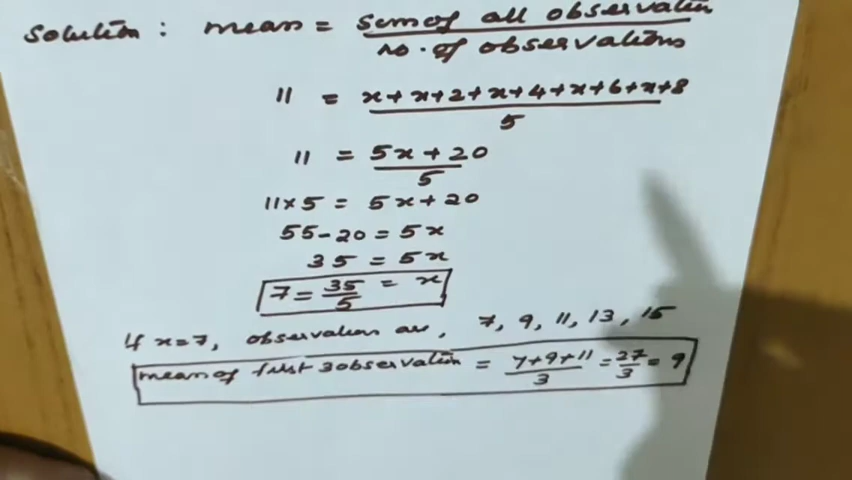 Solution : mean = sum of all observation / no. of observations
11 = x+x+2+x+4+x+6+x+8 / 5
11 = 5x+20 / 5
11×5 = 5x+20
55-20 = 5x
35 = 5x
7 = 35/5 = x
If x=7, observation are, 7, 9, 11, 13, 15
mean of first 3 observation = 7+9+11 / 3 = 27/3 = 9